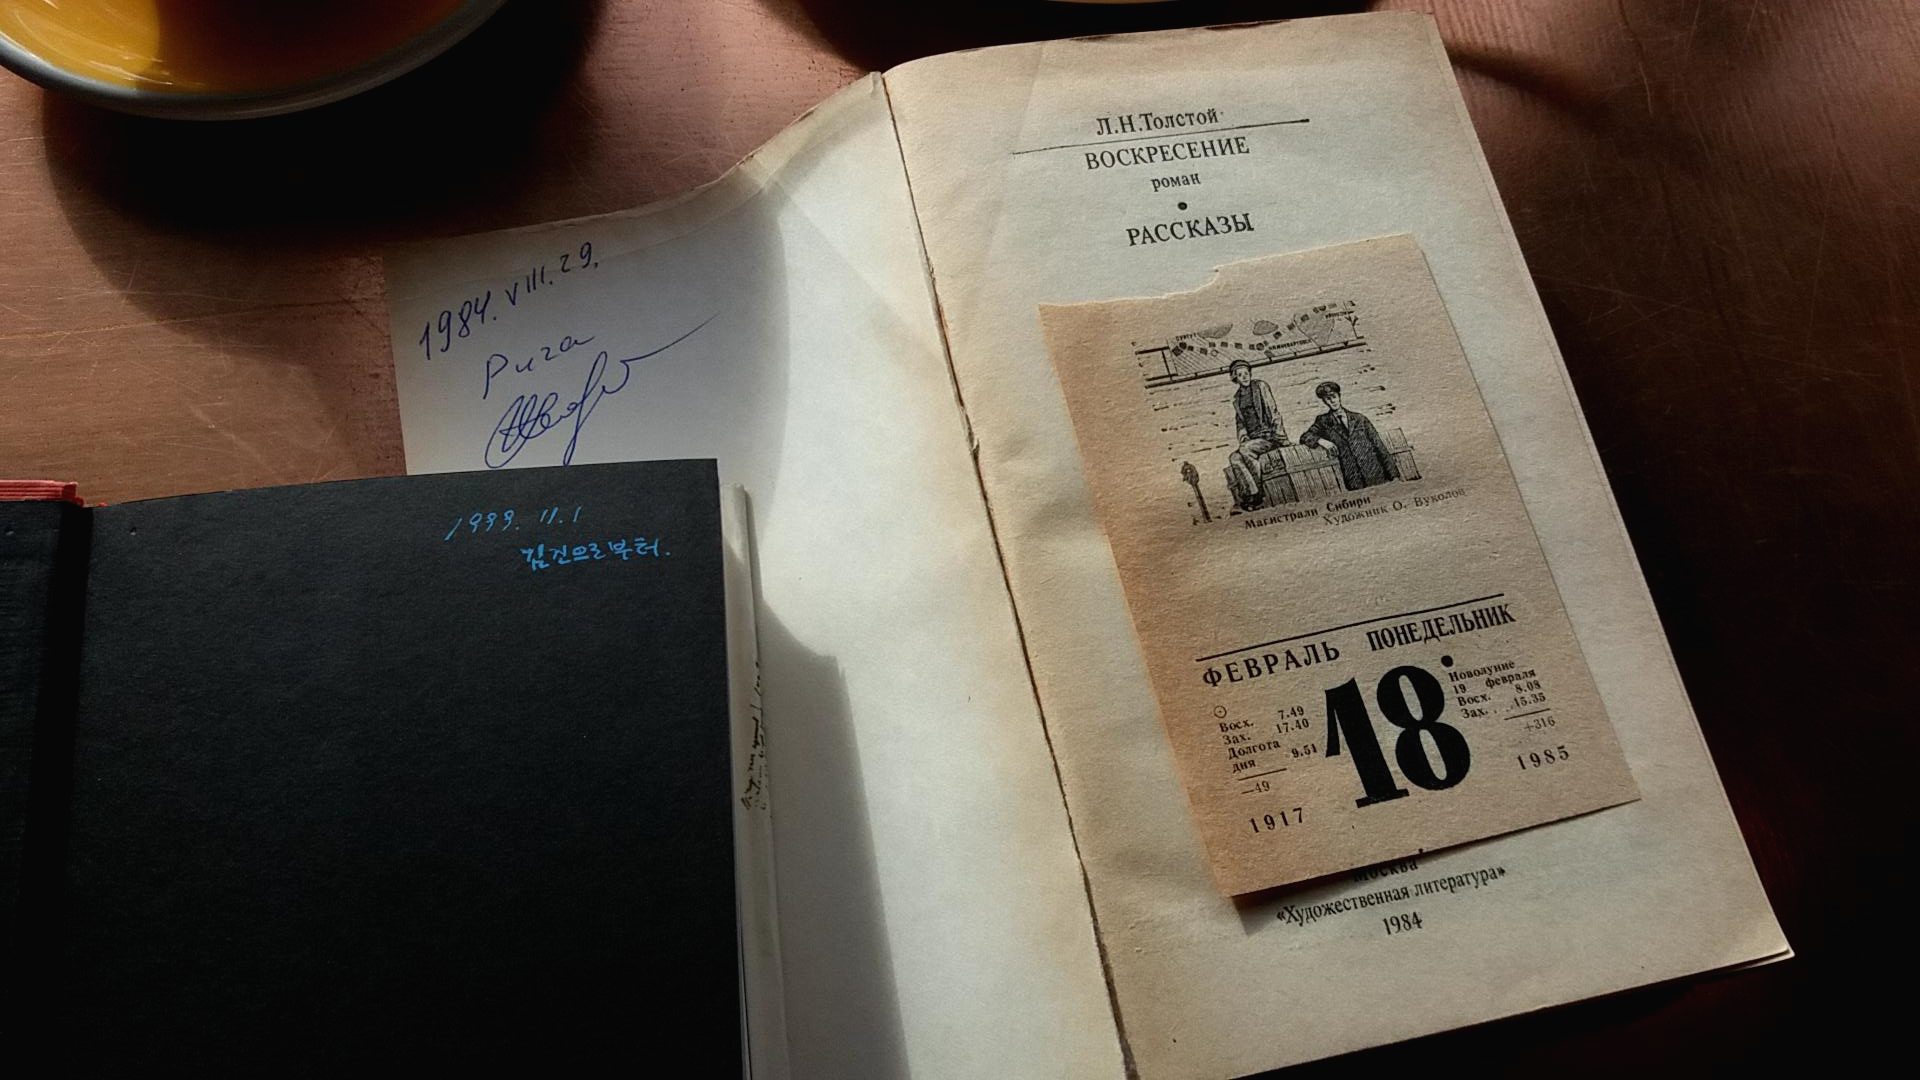 1984. VIII. 29.
Рига
1999. 11. 1
김진으로부터.
Л.Н.Толстой
ВОСКРЕСЕНИЕ
роман
•
РАССКАЗЫ
Магистрали Сибири
Художник О. Вуколов
ФЕВРАЛЬ ПОНЕДЕЛЬНИК
18
Восх. 7.49
Зах. 17.40
Долгота
дня 9.51
—49
1917
Новолуние
19 февраля
Восх. 8.08
Зах. . .15.35
+316
1985
Москва
«Художественная литература»
1984